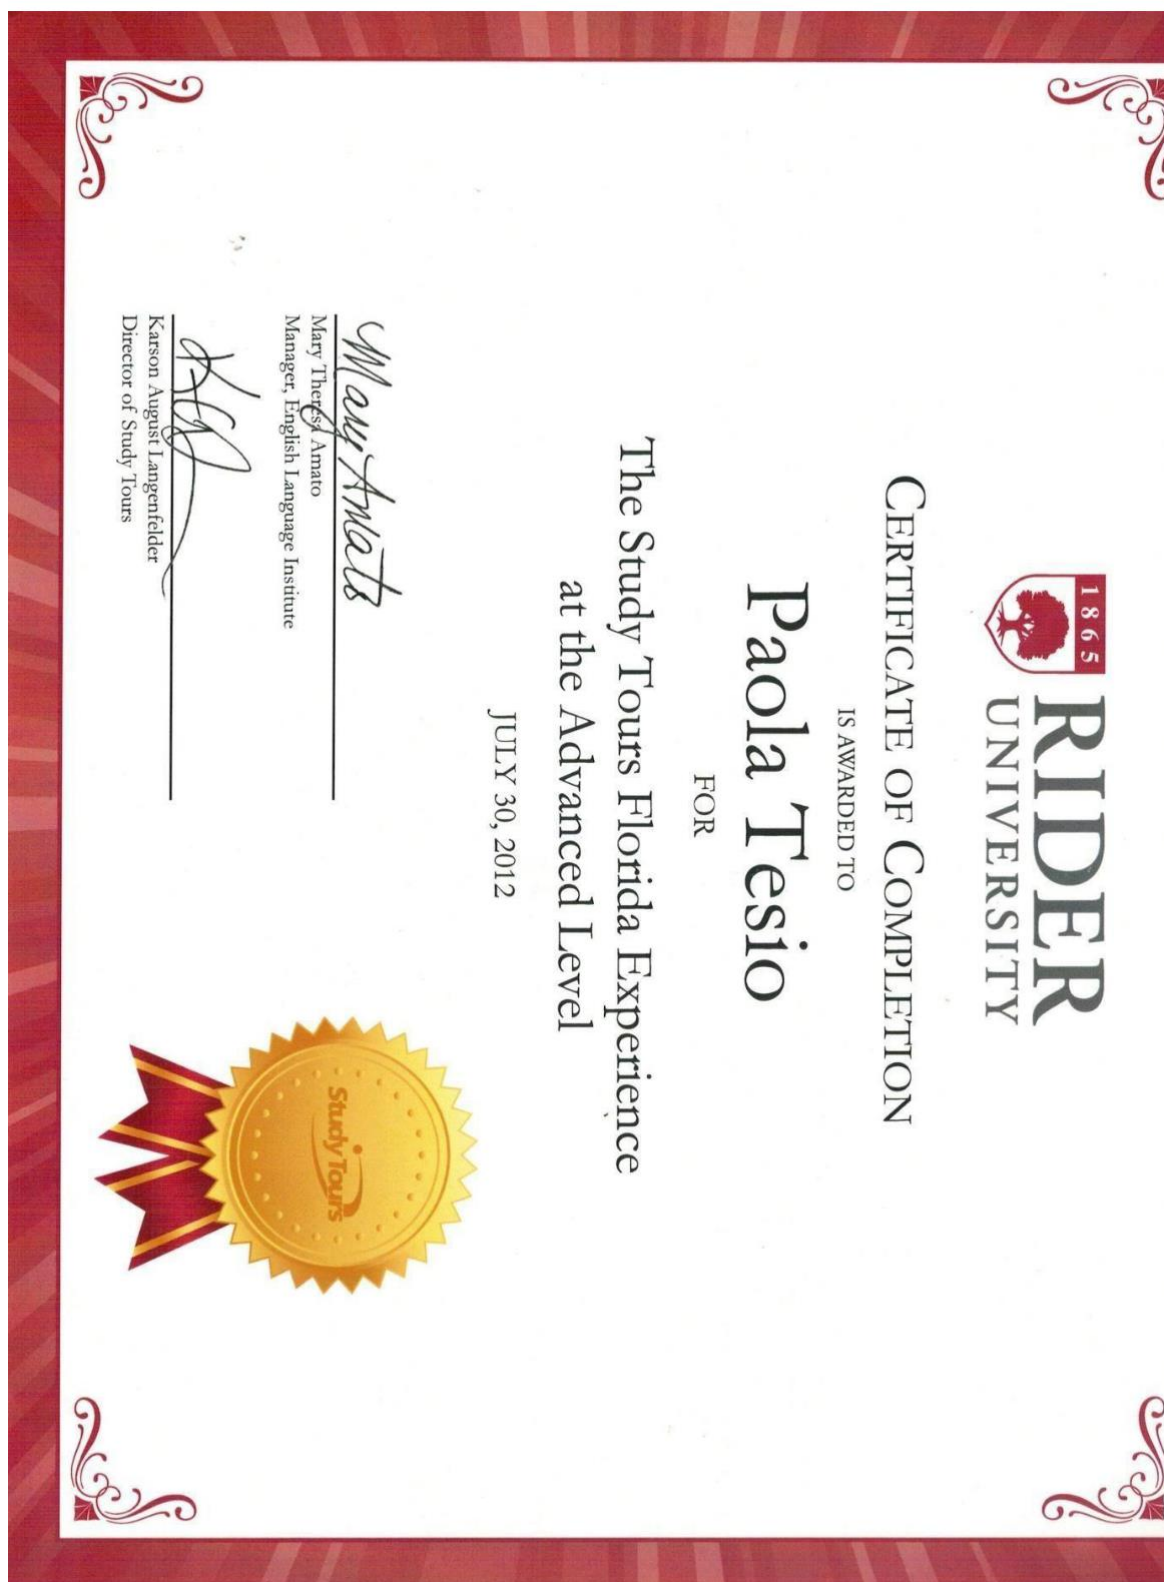 1865
RIDER
UNIVERSITY
CERTIFICATE OF COMPLETION
IS AWARDED TO
Paola Tesio
FOR
The Study Tours Florida Experience
at the Advanced Level
JULY 30, 2012
Mary Amato
Mary Theresa Amato
Manager, English Language Institute
Karson August Langenfelder
Director of Study Tours
Study Tours